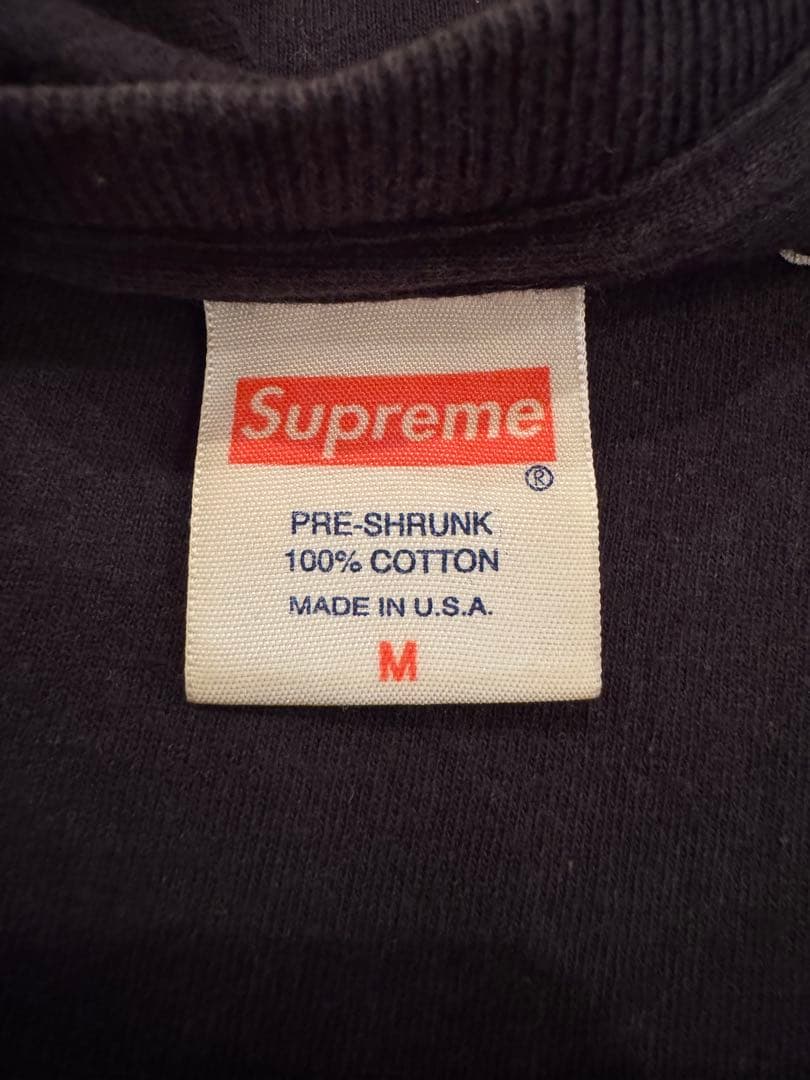 Supreme
®
PRE-SHRUNK
100% COTTON
MADE IN U.S.A.
M